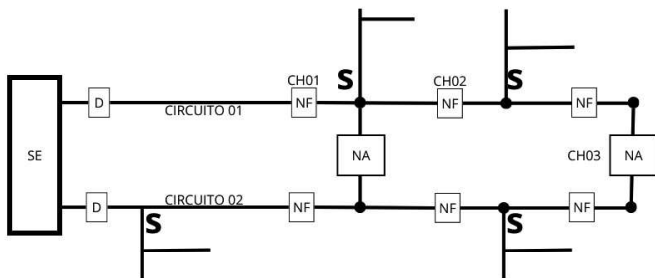 CH01
CH02
S
S
D
NF
NF
NF
CIRCUITO 01
SE
NA
CH03
NA
D
CIRCUITO 02
NF
NF
NF
S
S